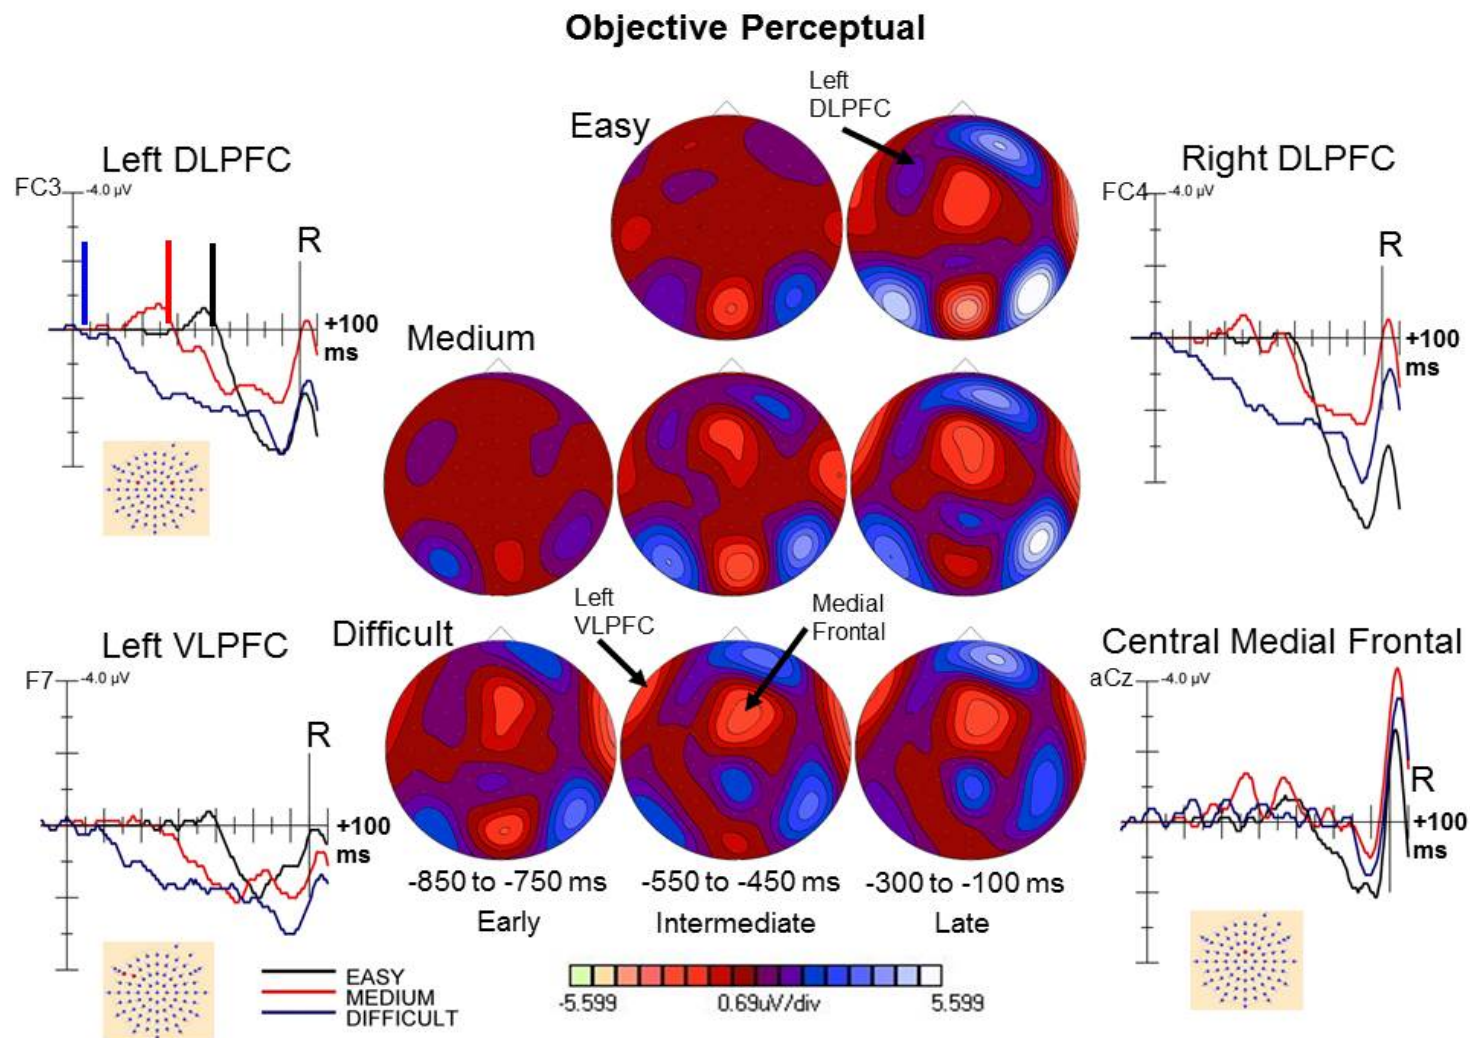 Objective Perceptual
Left
DLPFC
Easy
Left DLPFC
FC3
-4.0 µV
R
+100
ms
Right DLPFC
FC4
-4.0 µV
R
+100
ms
Medium
Left
VLPFC
Medial
Frontal
Difficult
Left VLPFC
F7
-4.0 µV
R
+100
ms
Central Medial Frontal
aCz
-4.0 µV
R
+100
ms
-850 to -750 ms
-550 to -450 ms
-300 to -100 ms
Early
Intermediate
Late
EASY
MEDIUM
DIFFICULT
-5.599
0.69uV/div
5.599